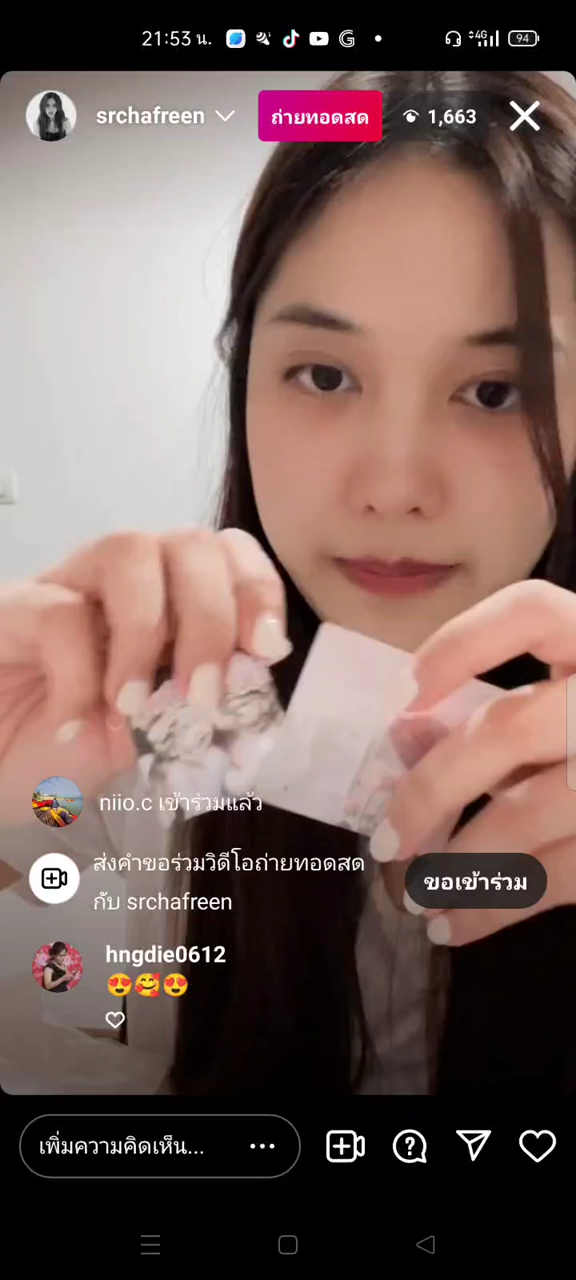 21:53 น.
4G
94
srchafreen
ถ่ายทอดสด
1,663
niio.c เข้าร่วมแล้ว
ส่งคำขอร่วมวิดีโอถ่ายทอดสด
กับ srchafreen
ขอเข้าร่วม
hngdie0612
😍🥰😍
เพิ่มความคิดเห็น...